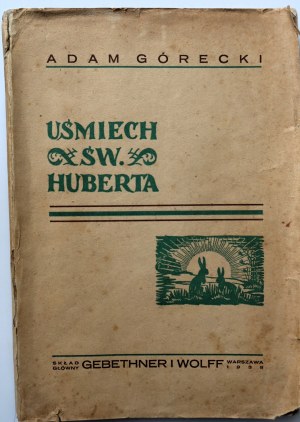 ADAM GÓRECKI
UŚMIECH
ŚW.
HUBERTA
SKŁAD GŁÓWNY GEBETHNER I WOLFF WARSZAWA